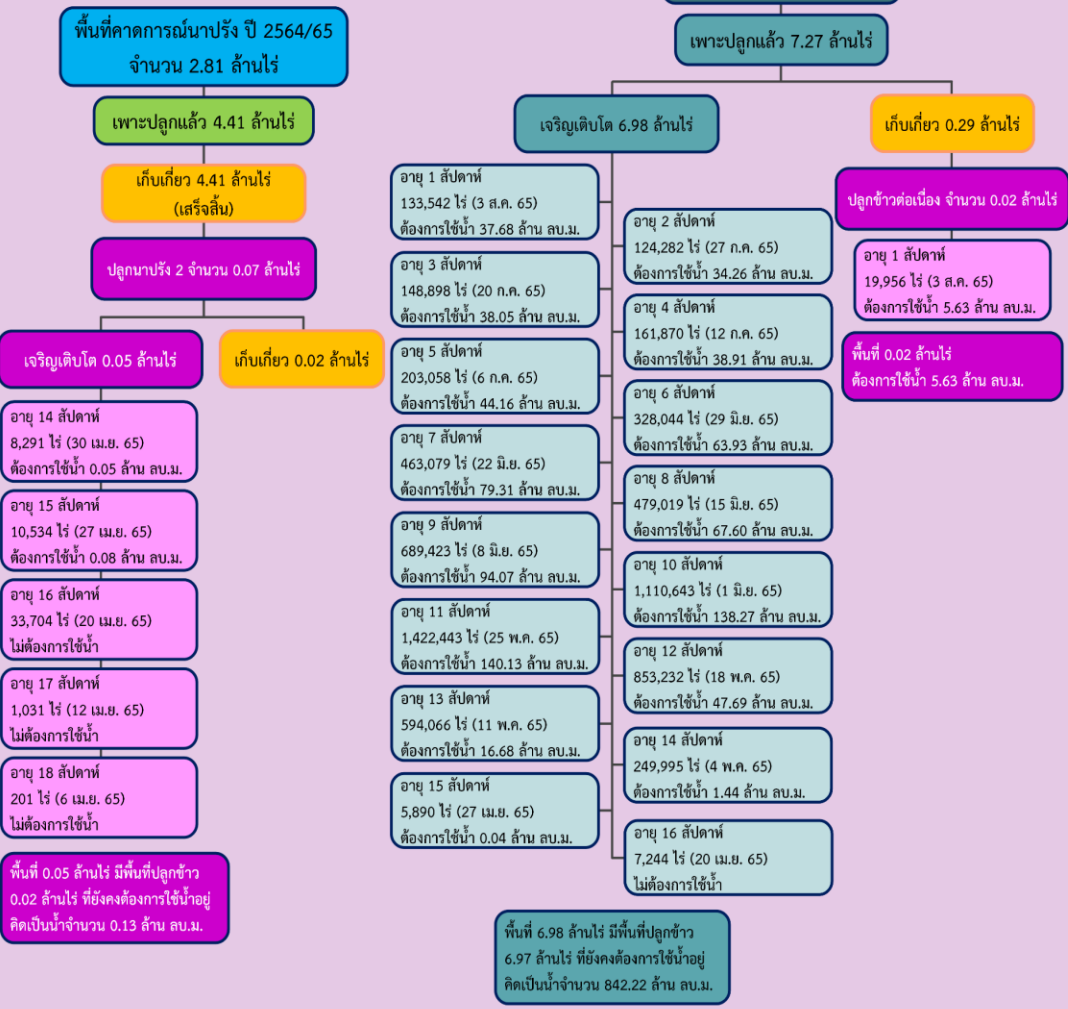 พื้นที่คาดการณ์นาปรัง ปี 2564/65
จำนวน 2.81 ล้านไร่
เพาะปลูกแล้ว 4.41 ล้านไร่
เก็บเกี่ยว 4.41 ล้านไร่
(เสร็จสิ้น)
ปลูกนาปรัง 2 จำนวน 0.07 ล้านไร่
เจริญเติบโต 0.05 ล้านไร่
เก็บเกี่ยว 0.02 ล้านไร่
อายุ 14 สัปดาห์
8,291 ไร่ (30 เม.ย. 65)
ต้องการใช้น้ำ 0.05 ล้าน ลบ.ม.
อายุ 15 สัปดาห์
10,534 ไร่ (27 เม.ย. 65)
ต้องการใช้น้ำ 0.08 ล้าน ลบ.ม.
อายุ 16 สัปดาห์
33,704 ไร่ (20 เม.ย. 65)
ไม่ต้องการใช้น้ำ
อายุ 17 สัปดาห์
1,031 ไร่ (12 เม.ย. 65)
ไม่ต้องการใช้น้ำ
อายุ 18 สัปดาห์
201 ไร่ (6 เม.ย. 65)
ไม่ต้องการใช้น้ำ
พื้นที่ 0.05 ล้านไร่ มีพื้นที่ปลูกข้าว
0.02 ล้านไร่ ที่ยังคงต้องการใช้น้ำอยู่
คิดเป็นน้ำจำนวน 0.13 ล้าน ลบ.ม.
เพาะปลูกแล้ว 7.27 ล้านไร่
เจริญเติบโต 6.98 ล้านไร่
อายุ 1 สัปดาห์
133,542 ไร่ (3 ส.ค. 65)
ต้องการใช้น้ำ 37.68 ล้าน ลบ.ม.
อายุ 2 สัปดาห์
124,282 ไร่ (27 ก.ค. 65)
ต้องการใช้น้ำ 34.26 ล้าน ลบ.ม.
อายุ 3 สัปดาห์
148,898 ไร่ (20 ก.ค. 65)
ต้องการใช้น้ำ 38.05 ล้าน ลบ.ม.
อายุ 4 สัปดาห์
161,870 ไร่ (12 ก.ค. 65)
ต้องการใช้น้ำ 38.91 ล้าน ลบ.ม.
อายุ 5 สัปดาห์
203,058 ไร่ (6 ก.ค. 65)
ต้องการใช้น้ำ 44.16 ล้าน ลบ.ม.
อายุ 6 สัปดาห์
328,044 ไร่ (29 มิ.ย. 65)
ต้องการใช้น้ำ 63.93 ล้าน ลบ.ม.
อายุ 7 สัปดาห์
463,079 ไร่ (22 มิ.ย. 65)
ต้องการใช้น้ำ 79.31 ล้าน ลบ.ม.
อายุ 8 สัปดาห์
479,019 ไร่ (15 มิ.ย. 65)
ต้องการใช้น้ำ 67.60 ล้าน ลบ.ม.
อายุ 9 สัปดาห์
689,423 ไร่ (8 มิ.ย. 65)
ต้องการใช้น้ำ 94.07 ล้าน ลบ.ม.
อายุ 10 สัปดาห์
1,110,643 ไร่ (1 มิ.ย. 65)
ต้องการใช้น้ำ 138.27 ล้าน ลบ.ม.
อายุ 11 สัปดาห์
1,422,443 ไร่ (25 พ.ค. 65)
ต้องการใช้น้ำ 140.13 ล้าน ลบ.ม.
อายุ 12 สัปดาห์
853,232 ไร่ (18 พ.ค. 65)
ต้องการใช้น้ำ 47.69 ล้าน ลบ.ม.
อายุ 13 สัปดาห์
594,066 ไร่ (11 พ.ค. 65)
ต้องการใช้น้ำ 16.68 ล้าน ลบ.ม.
อายุ 14 สัปดาห์
249,995 ไร่ (4 พ.ค. 65)
ต้องการใช้น้ำ 1.44 ล้าน ลบ.ม.
อายุ 15 สัปดาห์
5,890 ไร่ (27 เม.ย. 65)
ต้องการใช้น้ำ 0.04 ล้าน ลบ.ม.
อายุ 16 สัปดาห์
7,244 ไร่ (20 เม.ย. 65)
ไม่ต้องการใช้น้ำ
พื้นที่ 6.98 ล้านไร่ มีพื้นที่ปลูกข้าว
6.97 ล้านไร่ ที่ยังคงต้องการใช้น้ำอยู่
คิดเป็นน้ำจำนวน 842.22 ล้าน ลบ.ม.
เก็บเกี่ยว 0.29 ล้านไร่
ปลูกข้าวต่อเนื่อง จำนวน 0.02 ล้านไร่
อายุ 1 สัปดาห์
19,956 ไร่ (3 ส.ค. 65)
ต้องการใช้น้ำ 5.63 ล้าน ลบ.ม.
พื้นที่ 0.02 ล้านไร่
ต้องการใช้น้ำ 5.63 ล้าน ลบ.ม.